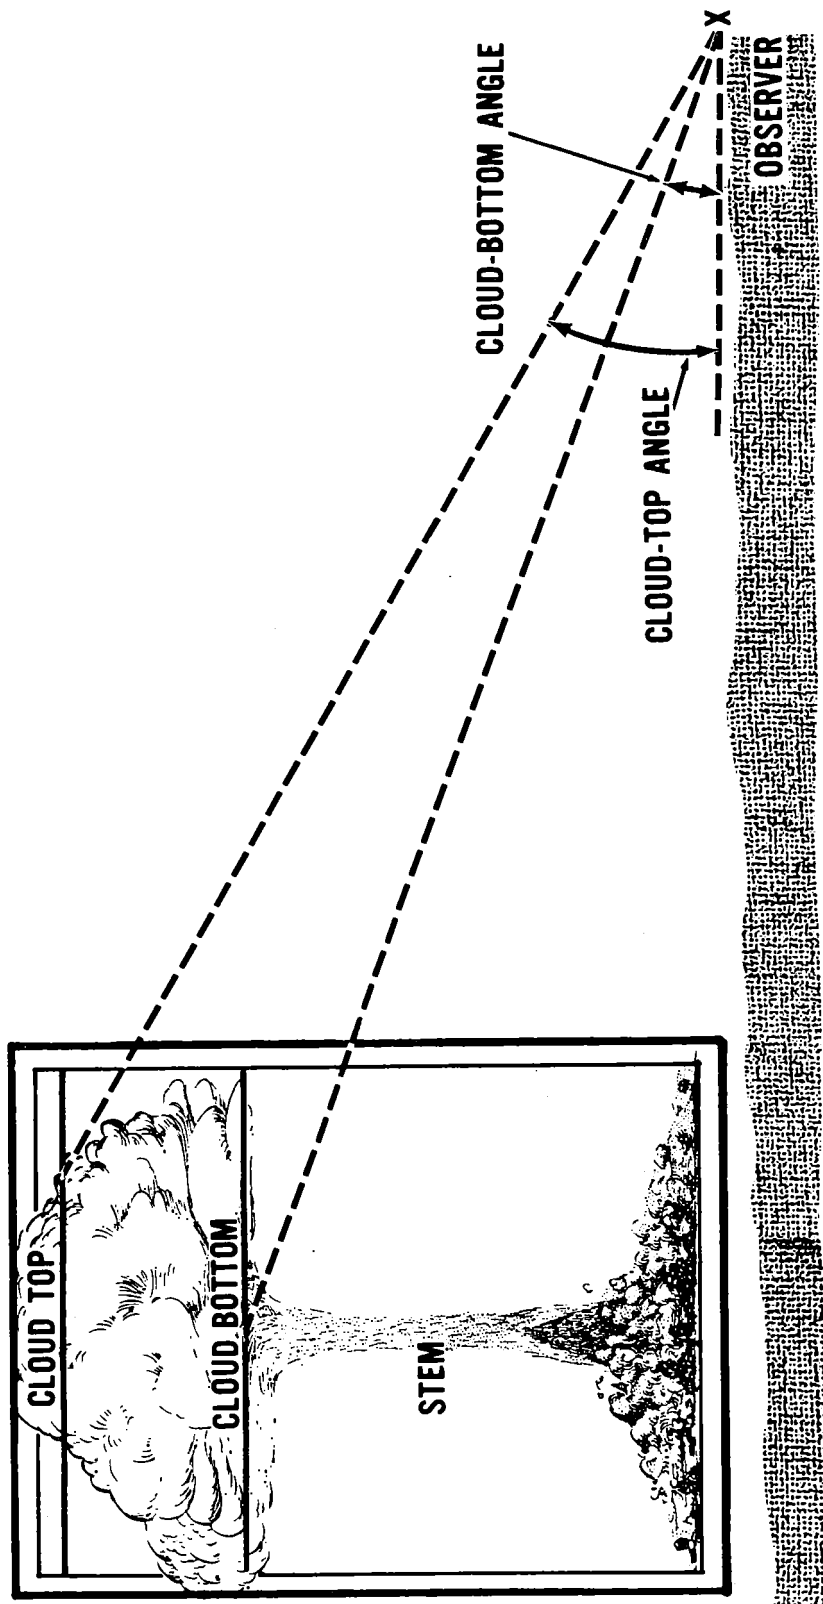 CLOUD TOP
CLOUD BOTTOM
STEM
CLOUD-TOP ANGLE
CLOUD-BOTTOM ANGLE
OBSERVER
X